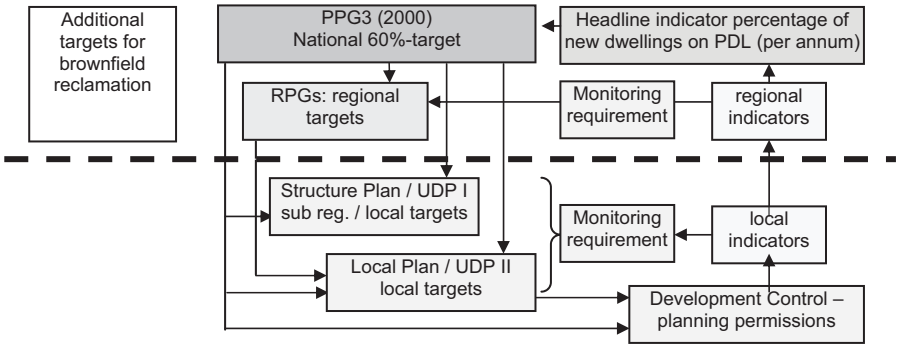 Additional
targets for
brownfield
reclamation
PPG3 (2000)
National 60%-target
Headline indicator percentage of
new dwellings on PDL (per annum)
RPGs: regional
targets
Monitoring
requirement
regional
indicators
Structure Plan / UDP I
sub reg. / local targets
Monitoring
requirement
local
indicators
Local Plan / UDP II
local targets
Development Control –
planning permissions